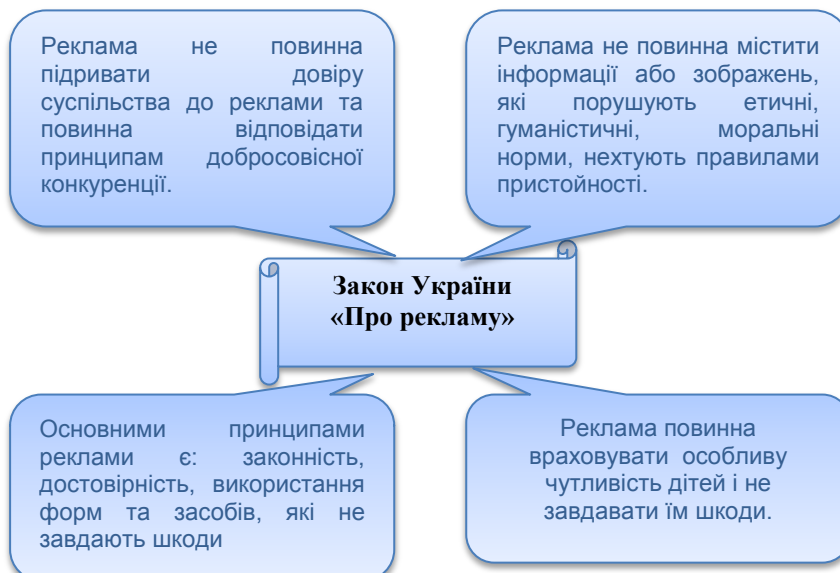 Реклама не повинна
підривати довіру
суспільства до реклами та
повинна відповідати
принципам добросовісної
конкуренції.
Реклама не повинна містити
інформації або зображень,
які порушують етичні,
гуманістичні, моральні
норми, нехтують правилами
пристойності.
Закон України
«Про рекламу»
Основними принципами
реклами є: законність,
достовірність, використання
форм та засобів, які не
завдають шкоди
Реклама повинна
враховувати особливу
чутливість дітей і не
завдавати їм шкоди.